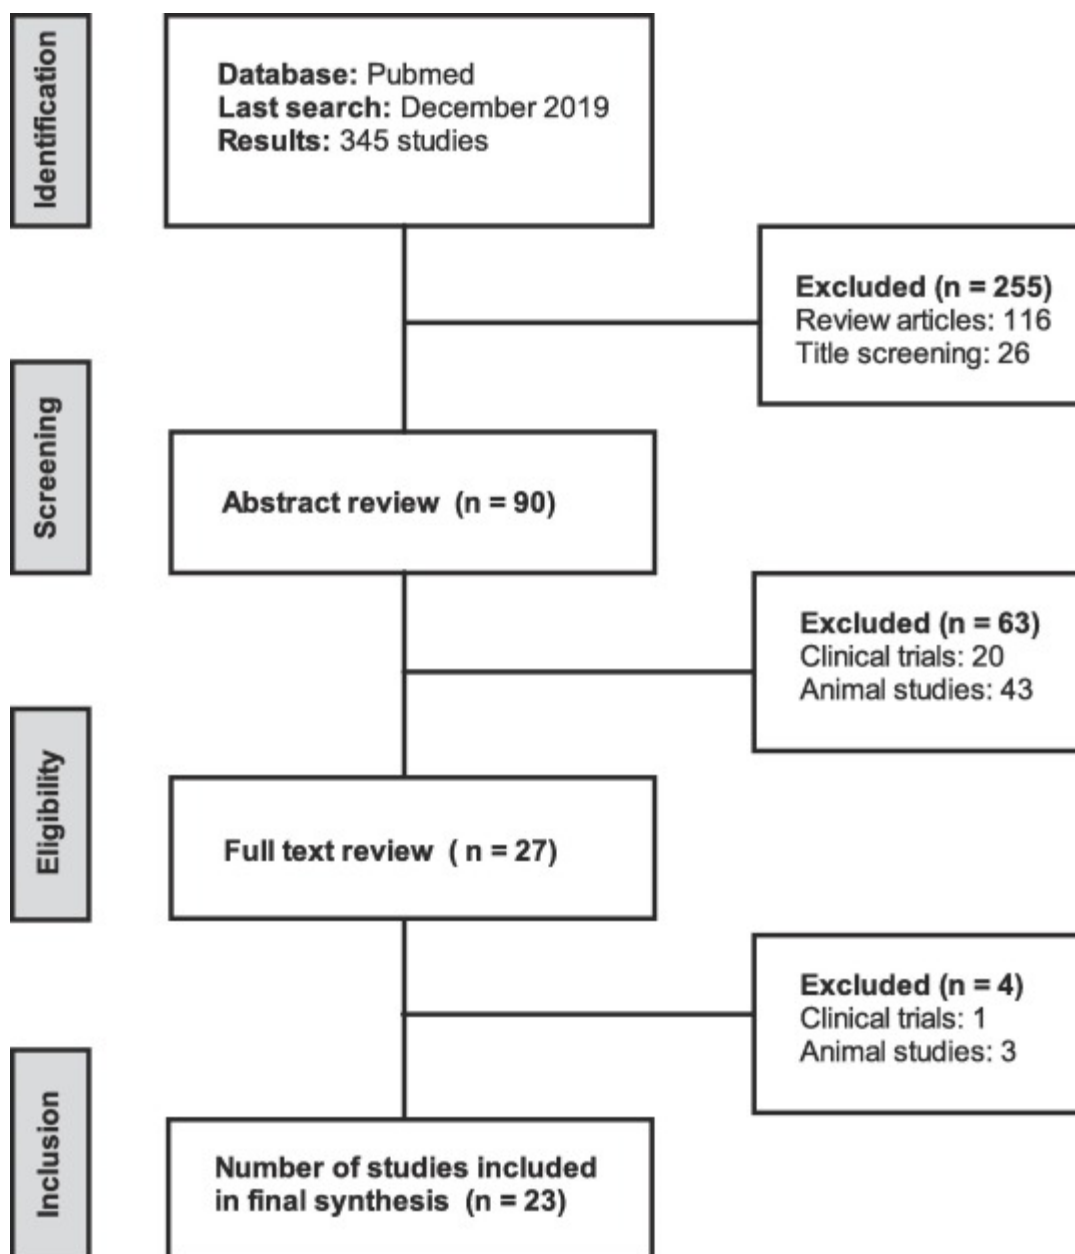 Identification
Database: Pubmed
Last search: December 2019
Results: 345 studies
Excluded (n = 255)
Review articles: 116
Title screening: 26
Screening
Abstract review (n = 90)
Excluded (n = 63)
Clinical trials: 20
Animal studies: 43
Eligibility
Full text review ( n = 27)
Excluded (n = 4)
Clinical trials: 1
Animal studies: 3
Inclusion
Number of studies included
in final synthesis (n = 23)